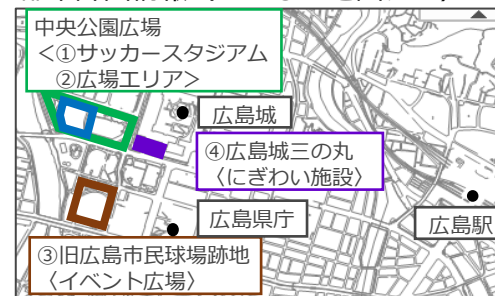 中央公園広場
<①サッカースタジアム
②広場エリア>
広島城
④広島城三の丸
〈にぎわい施設〉
広島県庁
広島駅
③旧広島市民球場跡地
〈イベント広場〉